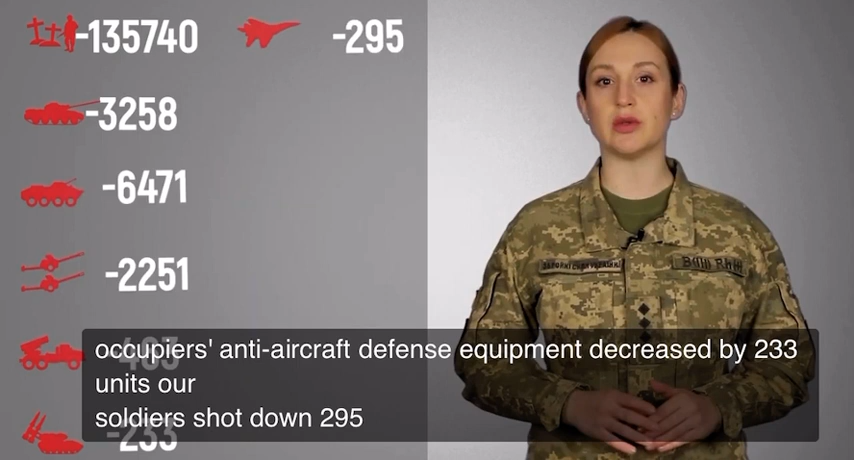 -135740
-295
-3258
-6471
-2251
occupiers' anti-aircraft defense equipment decreased by 233
units our
soldiers shot down 295
-233